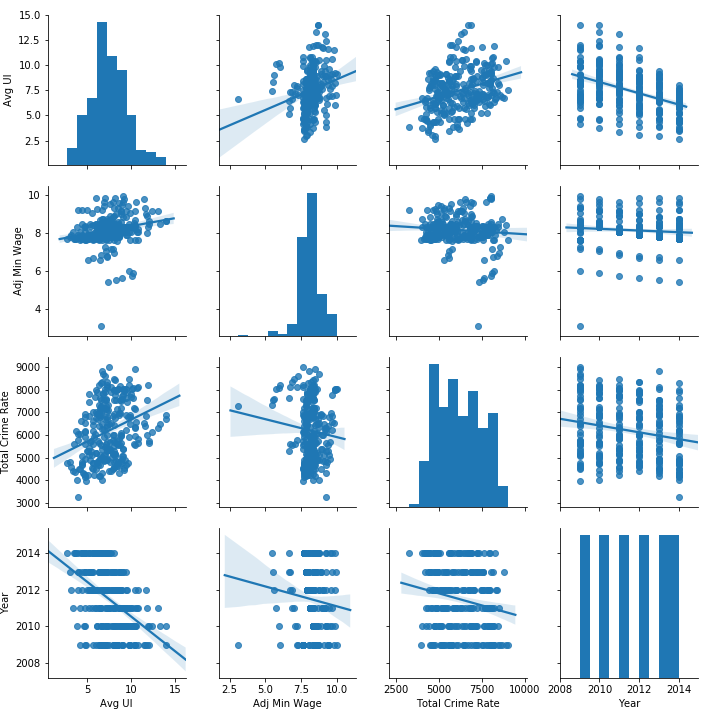 15.0
12.5
10.0
7.5
5.0
2.5
Avg UI
10
8
6
4
Adj Min Wage
9000
8000
7000
6000
5000
4000
3000
Total Crime Rate
2014
2012
2010
2008
Year
5 10 15
Avg UI
2.5 5.0 7.5 10.0
Adj Min Wage
2500 5000 7500 10000
Total Crime Rate
2008 2010 2012 2014
Year